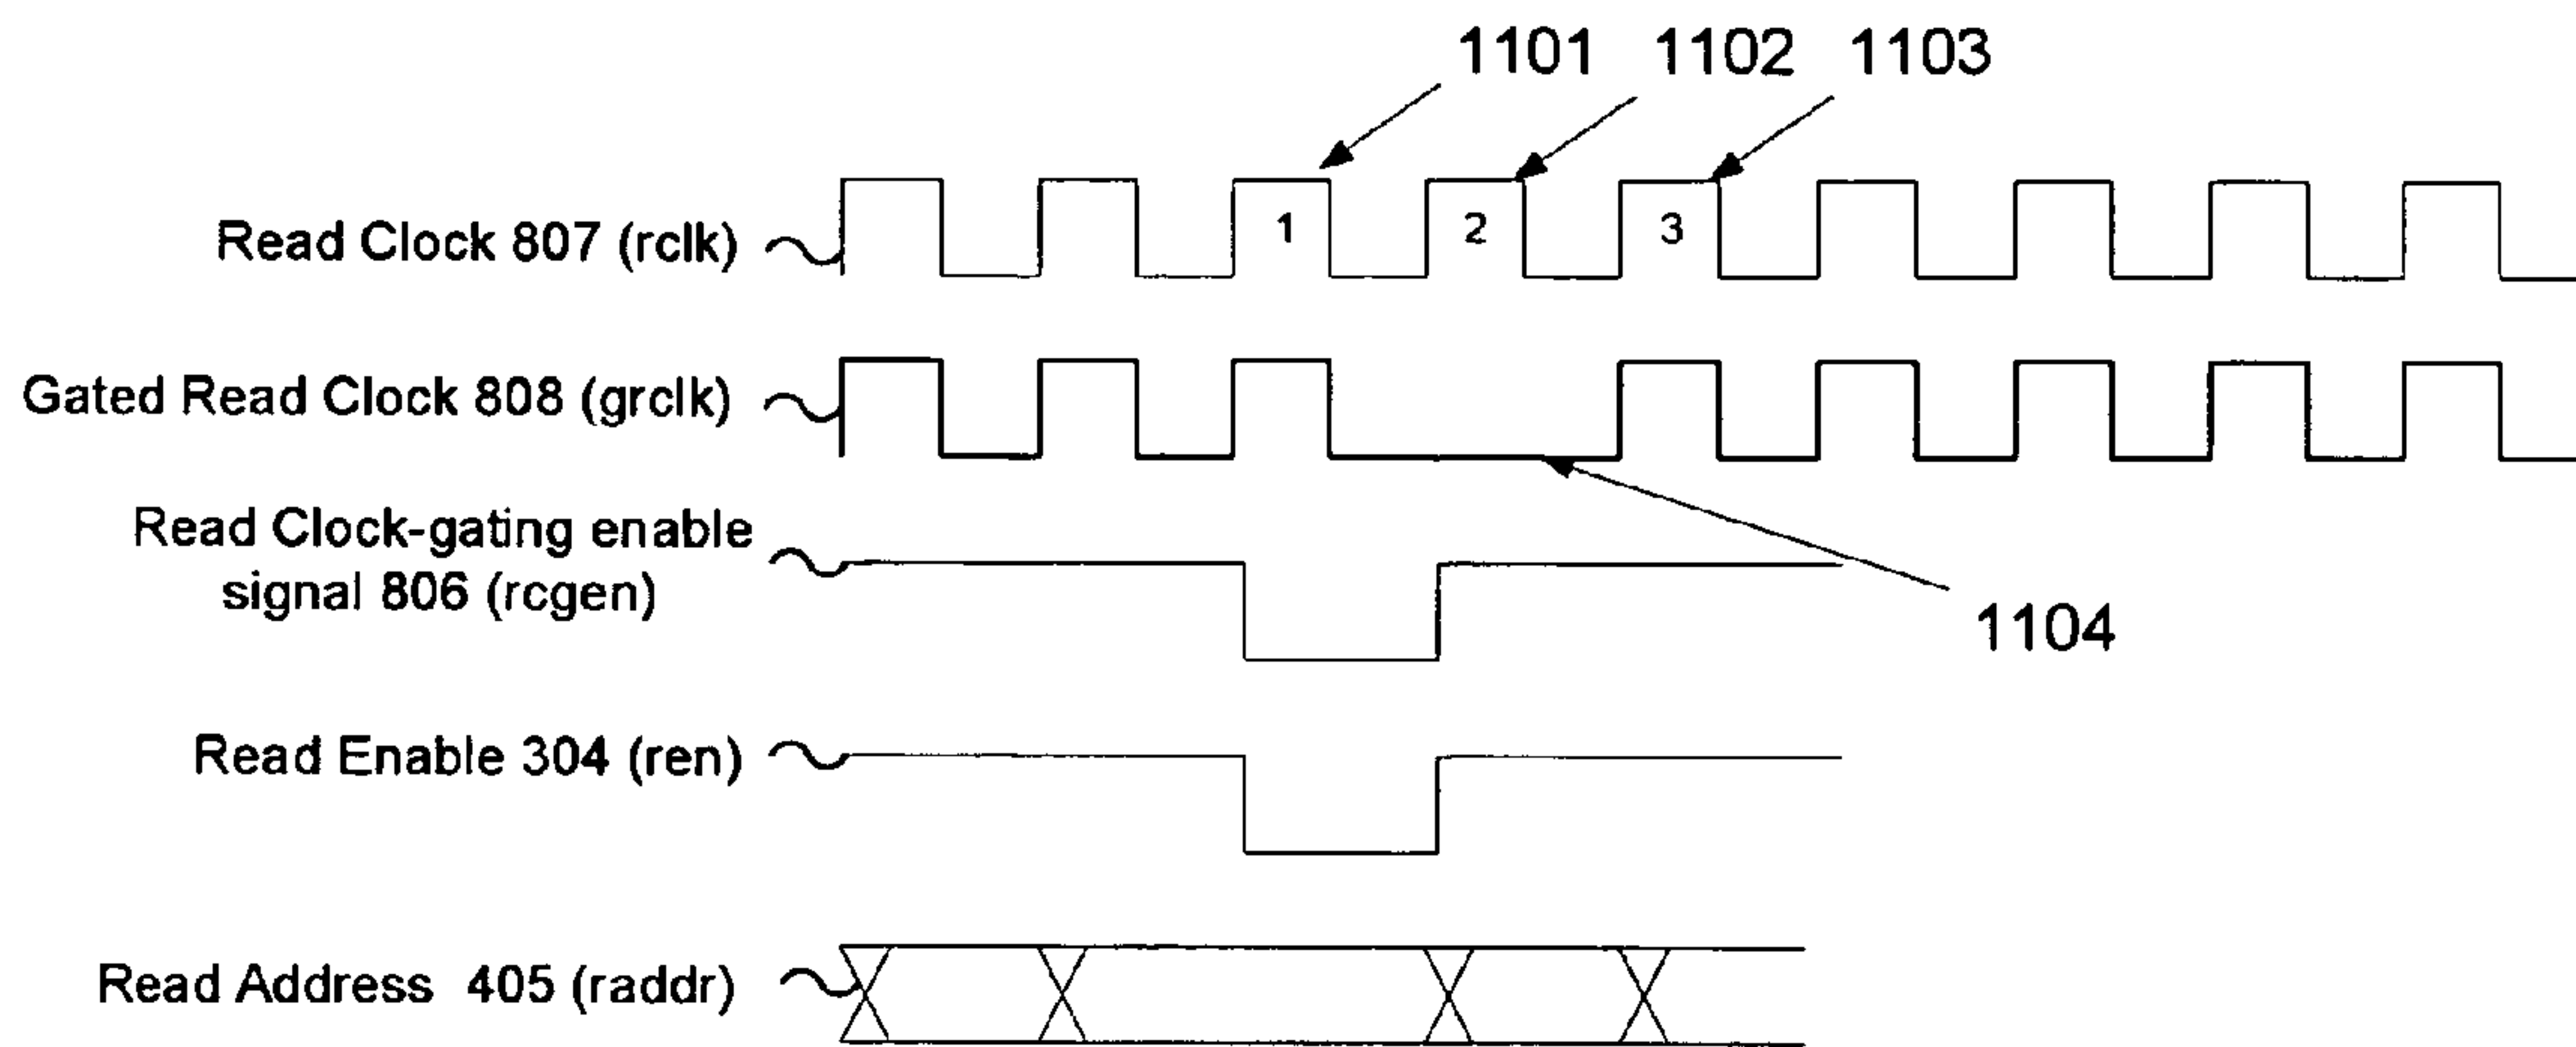 1101 1102 1103
1 2 3
Read Clock 807 (rclk)
Gated Read Clock 808 (grclk)
Read Clock-gating enable
signal 806 (rcgen)
1104
Read Enable 304 (ren)
Read Address 405 (raddr)